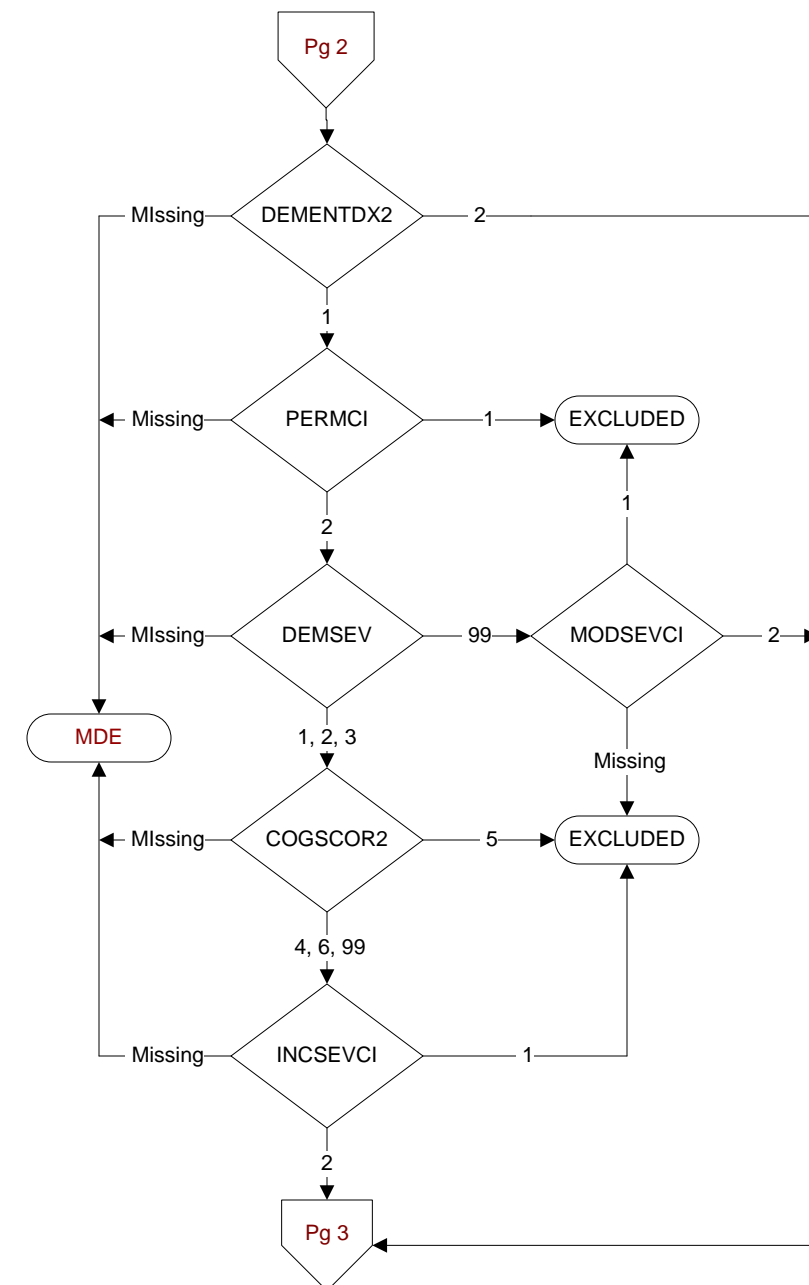 Pg 2
MIssing
DEMENTDX2
2
1
Missing
PERMCI
1
EXCLUDED
2
1
MIssing
DEMSEV
99
MODSEVCI
2
MDE
1, 2, 3
Missing
MIssing
COGSCOR2
5
EXCLUDED
4, 6, 99
Missing
INCSEVCI
1
2
Pg 3